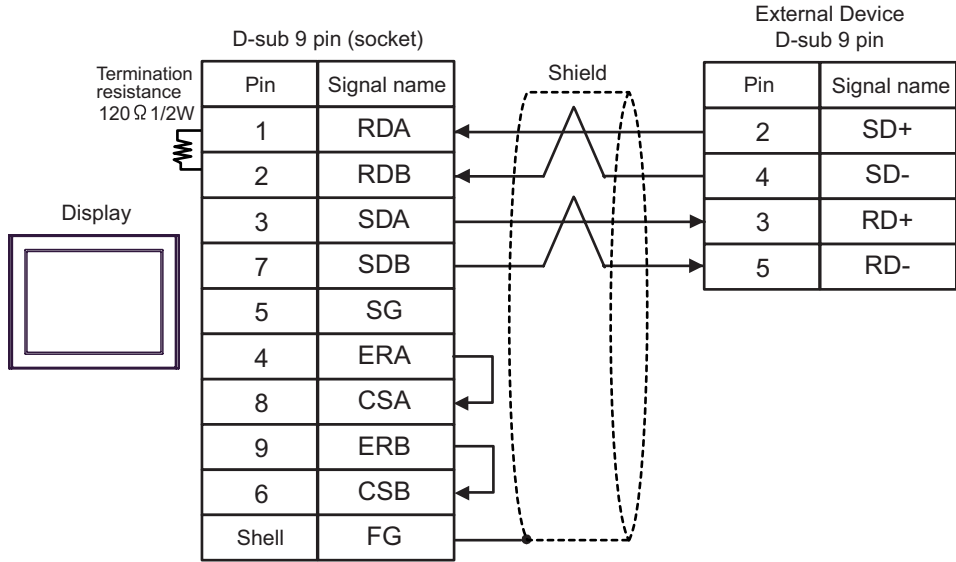 External Device
D-sub 9 pin (socket)
D-sub 9 pin
Termination
resistance
120 Ω 1/2W
Pin Signal name
Shield
Pin Signal name
1 RDA
2 SD+
2 RDB
4 SD-
Display
3 SDA
3 RD+
7 SDB
5 RD-
5 SG
4 ERA
8 CSA
9 ERB
6 CSB
Shell FG